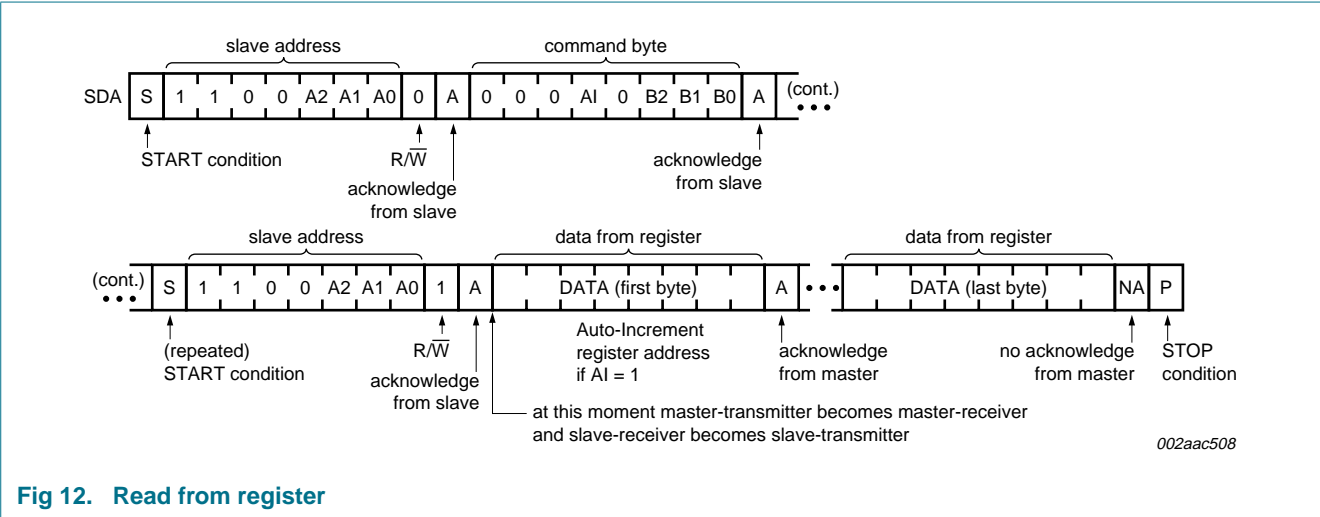 slave address command byte
SDA S 1 1 0 0 A2 A1 A0 0 A 0 0 0 AI 0 B2 B1 B0 A (cont.)
START condition R/W̅ acknowledge from slave acknowledge from slave
slave address data from register data from register
(cont.) S 1 1 0 0 A2 A1 A0 1 A DATA (first byte) A DATA (last byte) NA P
(repeated) START condition
R/W̅
acknowledge from slave
Auto-Increment
register address
if AI = 1
acknowledge
from master
no acknowledge
from master
STOP
condition
at this moment master-transmitter becomes master-receiver
and slave-receiver becomes slave-transmitter
002aac508
Fig 12. Read from register